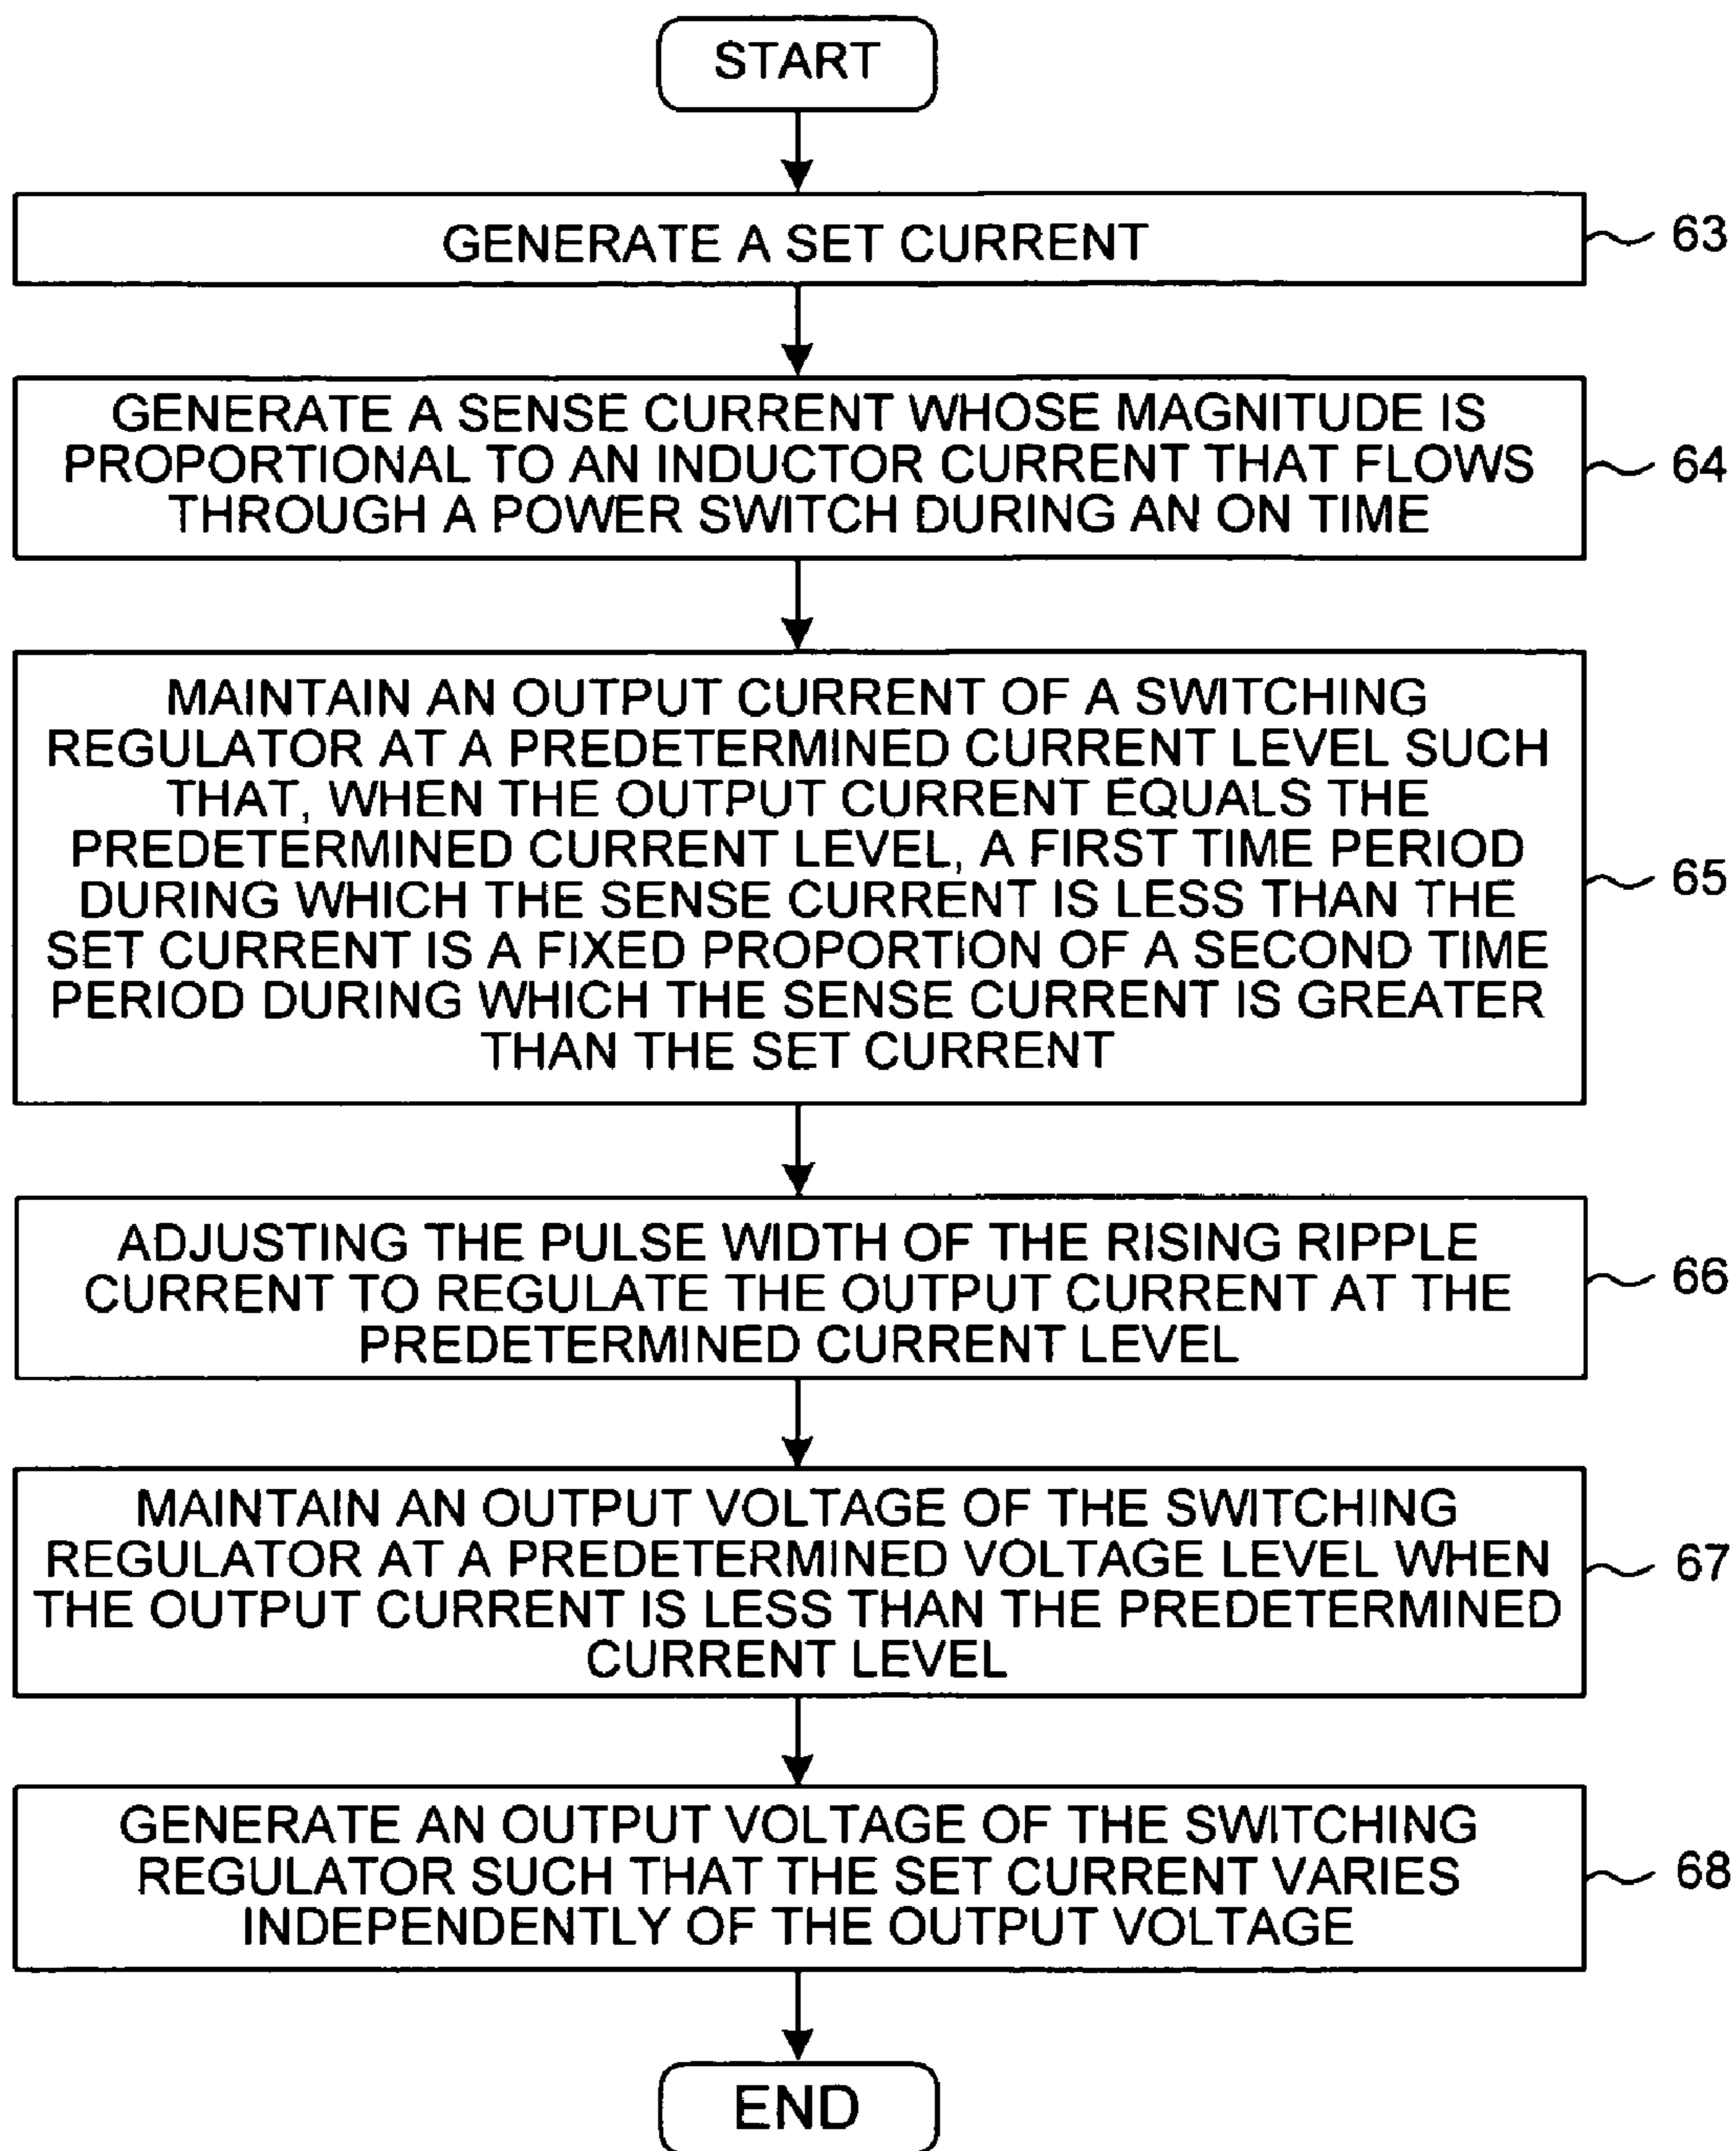 START
GENERATE A SET CURRENT
63
GENERATE A SENSE CURRENT WHOSE MAGNITUDE IS
PROPORTIONAL TO AN INDUCTOR CURRENT THAT FLOWS
THROUGH A POWER SWITCH DURING AN ON TIME
64
MAINTAIN AN OUTPUT CURRENT OF A SWITCHING
REGULATOR AT A PREDETERMINED CURRENT LEVEL SUCH
THAT, WHEN THE OUTPUT CURRENT EQUALS THE
PREDETERMINED CURRENT LEVEL, A FIRST TIME PERIOD
DURING WHICH THE SENSE CURRENT IS LESS THAN THE
SET CURRENT IS A FIXED PROPORTION OF A SECOND TIME
PERIOD DURING WHICH THE SENSE CURRENT IS GREATER
THAN THE SET CURRENT
65
ADJUSTING THE PULSE WIDTH OF THE RISING RIPPLE
CURRENT TO REGULATE THE OUTPUT CURRENT AT THE
PREDETERMINED CURRENT LEVEL
66
MAINTAIN AN OUTPUT VOLTAGE OF THE SWITCHING
REGULATOR AT A PREDETERMINED VOLTAGE LEVEL WHEN
THE OUTPUT CURRENT IS LESS THAN THE PREDETERMINED
CURRENT LEVEL
67
GENERATE AN OUTPUT VOLTAGE OF THE SWITCHING
REGULATOR SUCH THAT THE SET CURRENT VARIES
INDEPENDENTLY OF THE OUTPUT VOLTAGE
68
END